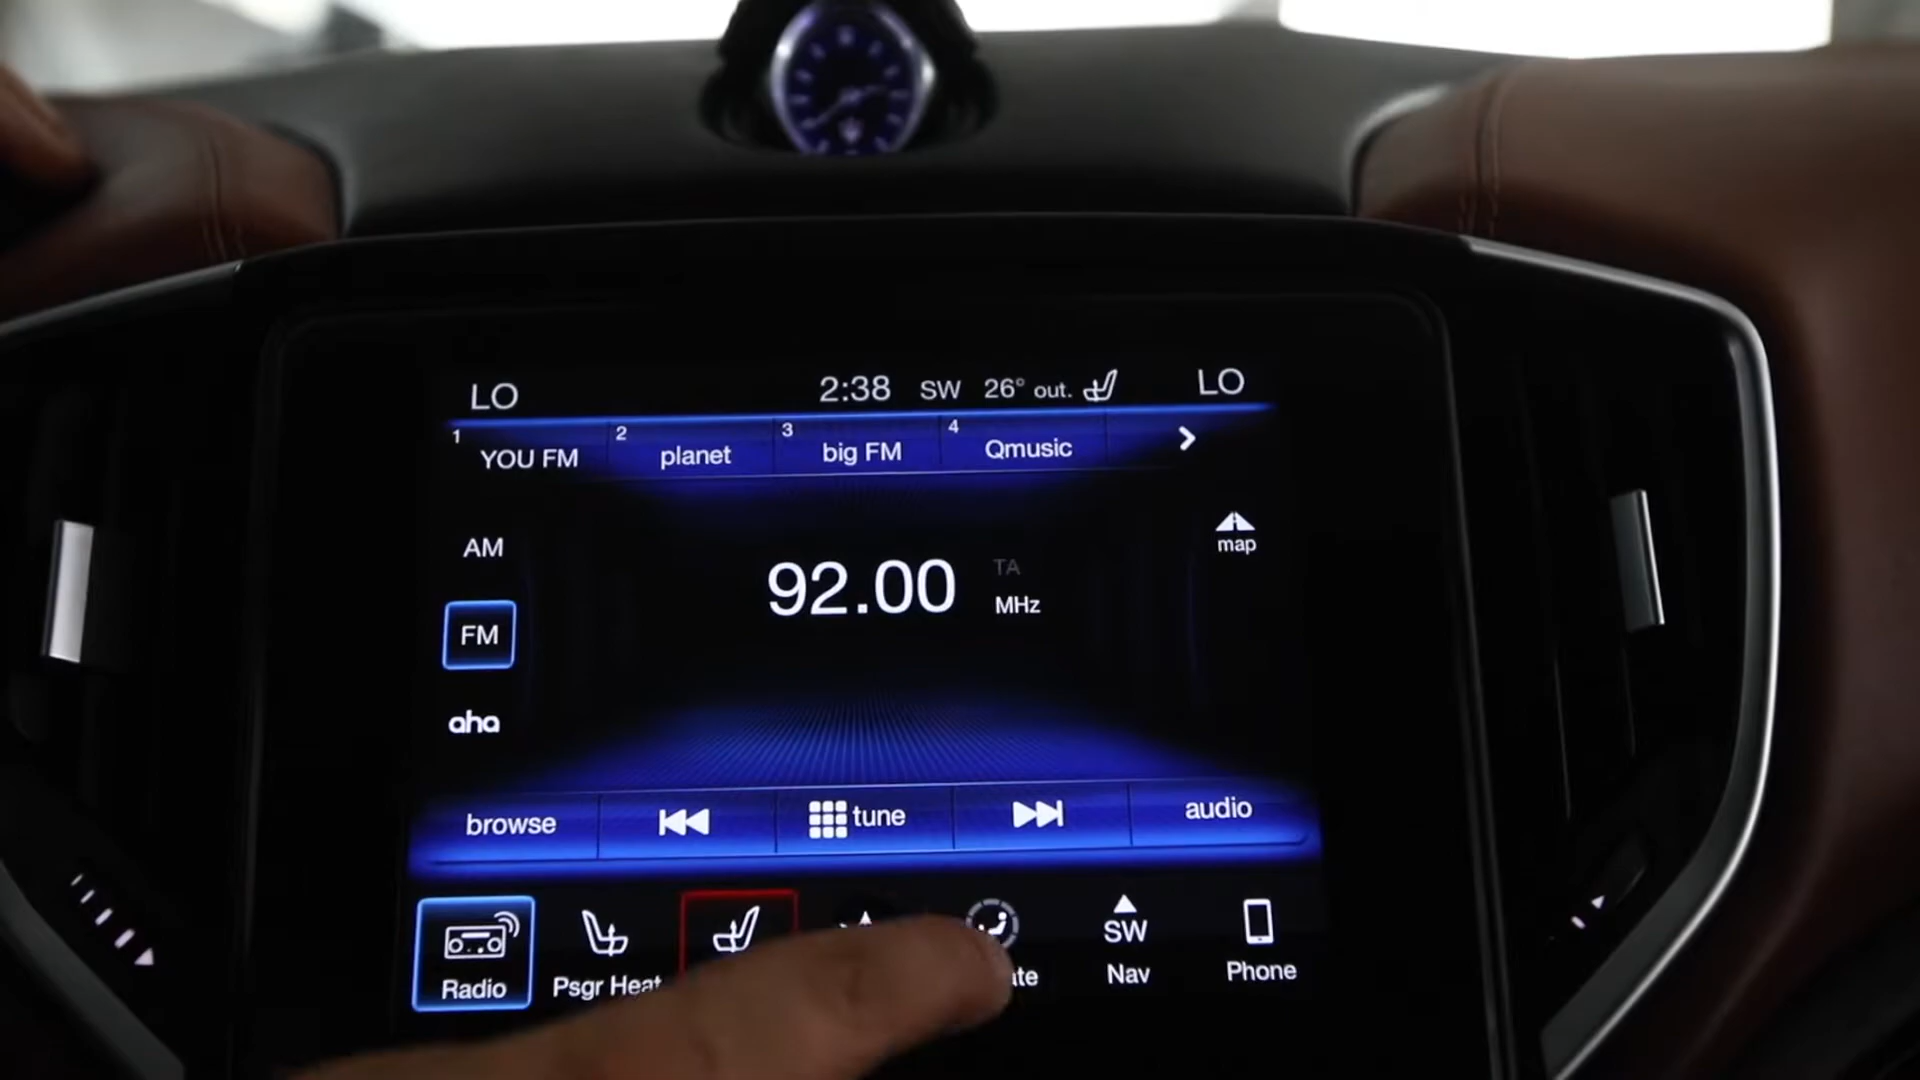 LO 2:38 SW 26° out. LO
1 YOU FM 2 planet 3 big FM 4 Qmusic
AM
map
92.00 TA
MHz
FM
aha
browse tune audio
SW
Radio Psgr Heat Nav Phone